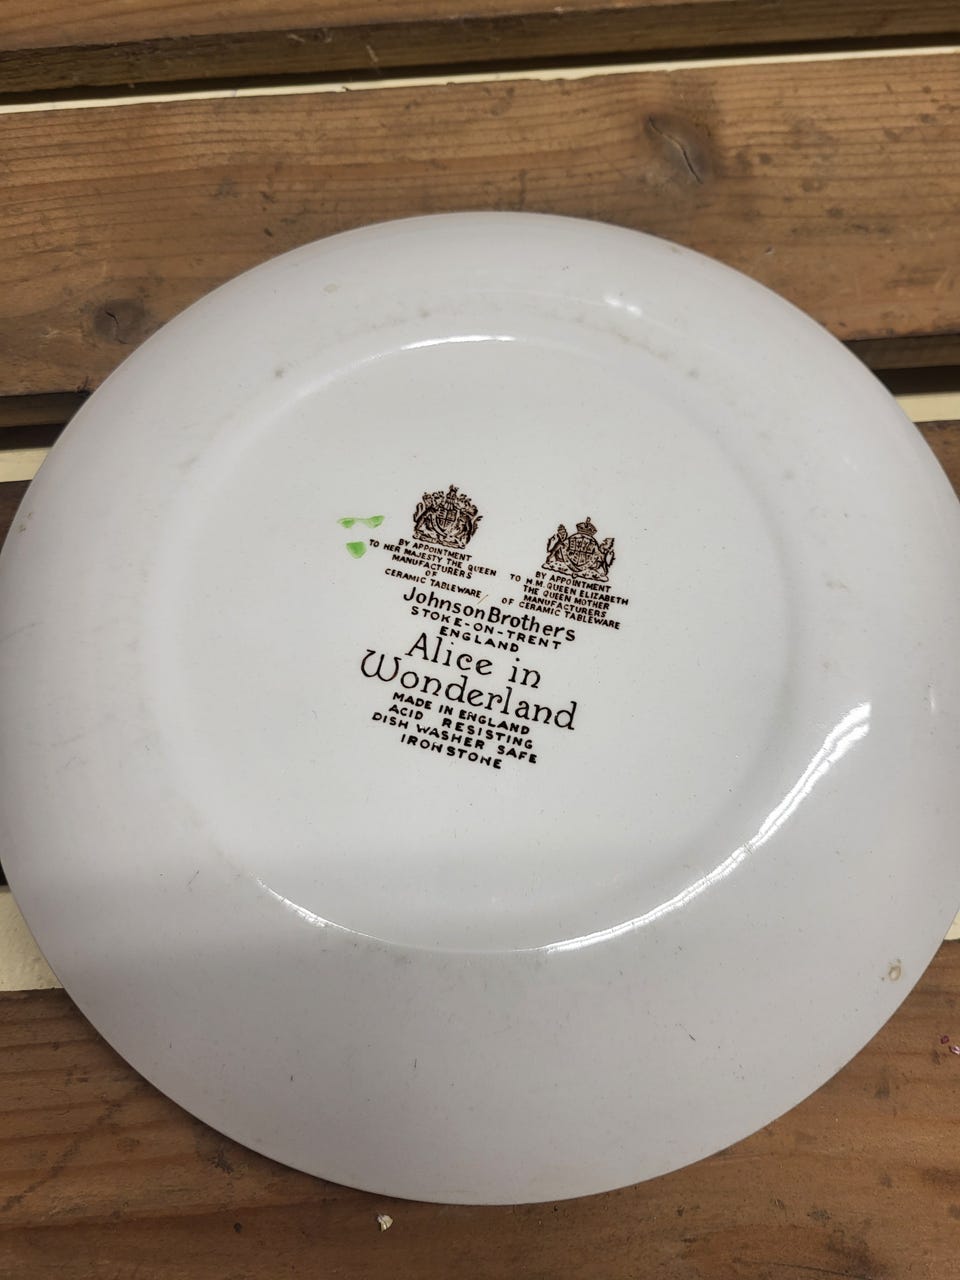 BY APPOINTMENT
TO HER MAJESTY THE QUEEN
MANUFACTURERS
OF
CERAMIC TABLEWARE
BY APPOINTMENT
TO H.M. QUEEN ELIZABETH
THE QUEEN MOTHER
MANUFACTURERS
OF CERAMIC TABLEWARE
Johnson Brothers
STOKE-ON-TRENT
ENGLAND
Alice in
Wonderland
MADE IN ENGLAND
ACID RESISTING
DISH WASHER SAFE
IRONSTONE